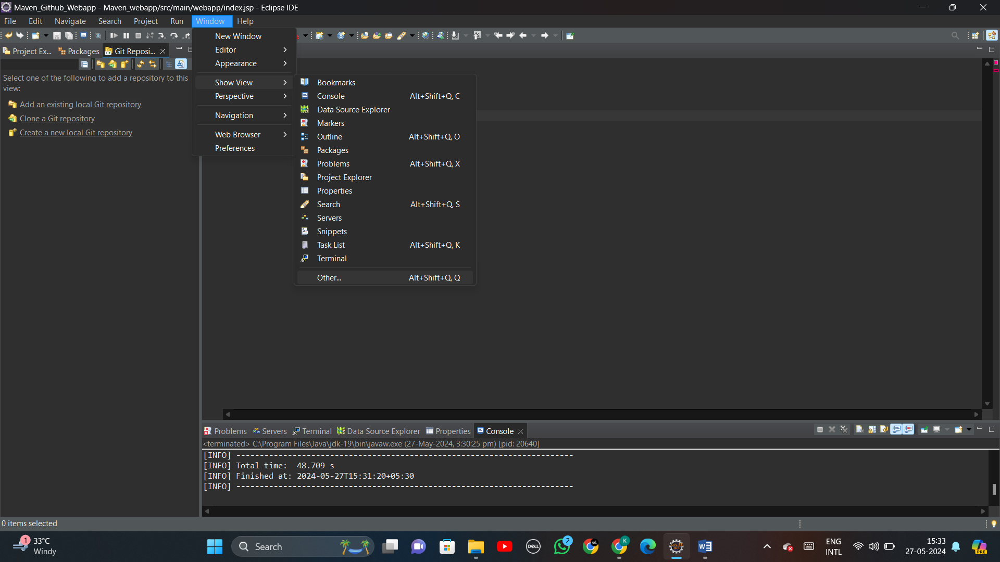 Maven_Github_Webapp - Maven_webapp/src/main/webapp/index.jsp - Eclipse IDE
File Edit Navigate Search Project Run Window Help
Project Ex... Packages Git Reposi...
Select one of the following to add a repository to this
view:
Add an existing local Git repository
Clone a Git repository
Create a new local Git repository
New Window
Editor
Appearance
Show View
Perspective
Navigation
Web Browser
Preferences
Bookmarks
Console Alt+Shift+Q, C
Data Source Explorer
Markers
Outline Alt+Shift+Q, O
Packages
Problems Alt+Shift+Q, X
Project Explorer
Properties
Search Alt+Shift+Q, S
Servers
Snippets
Task List Alt+Shift+Q, K
Terminal
Other... Alt+Shift+Q, Q
Problems Servers Terminal Data Source Explorer Properties Console
<terminated> C:\Program Files\Java\jdk-19\bin\javaw.exe (27-May-2024, 3:30:25 pm) [pid: 20640]
[INFO] ------------------------------------------------------------------------
[INFO] Total time:  48.709 s
[INFO] Finished at: 2024-05-27T15:31:20+05:30
[INFO] ------------------------------------------------------------------------
0 items selected
1 33°C
Windy
Search
DELL
2
K
ENG
INTL
15:33
27-05-2024
PRE